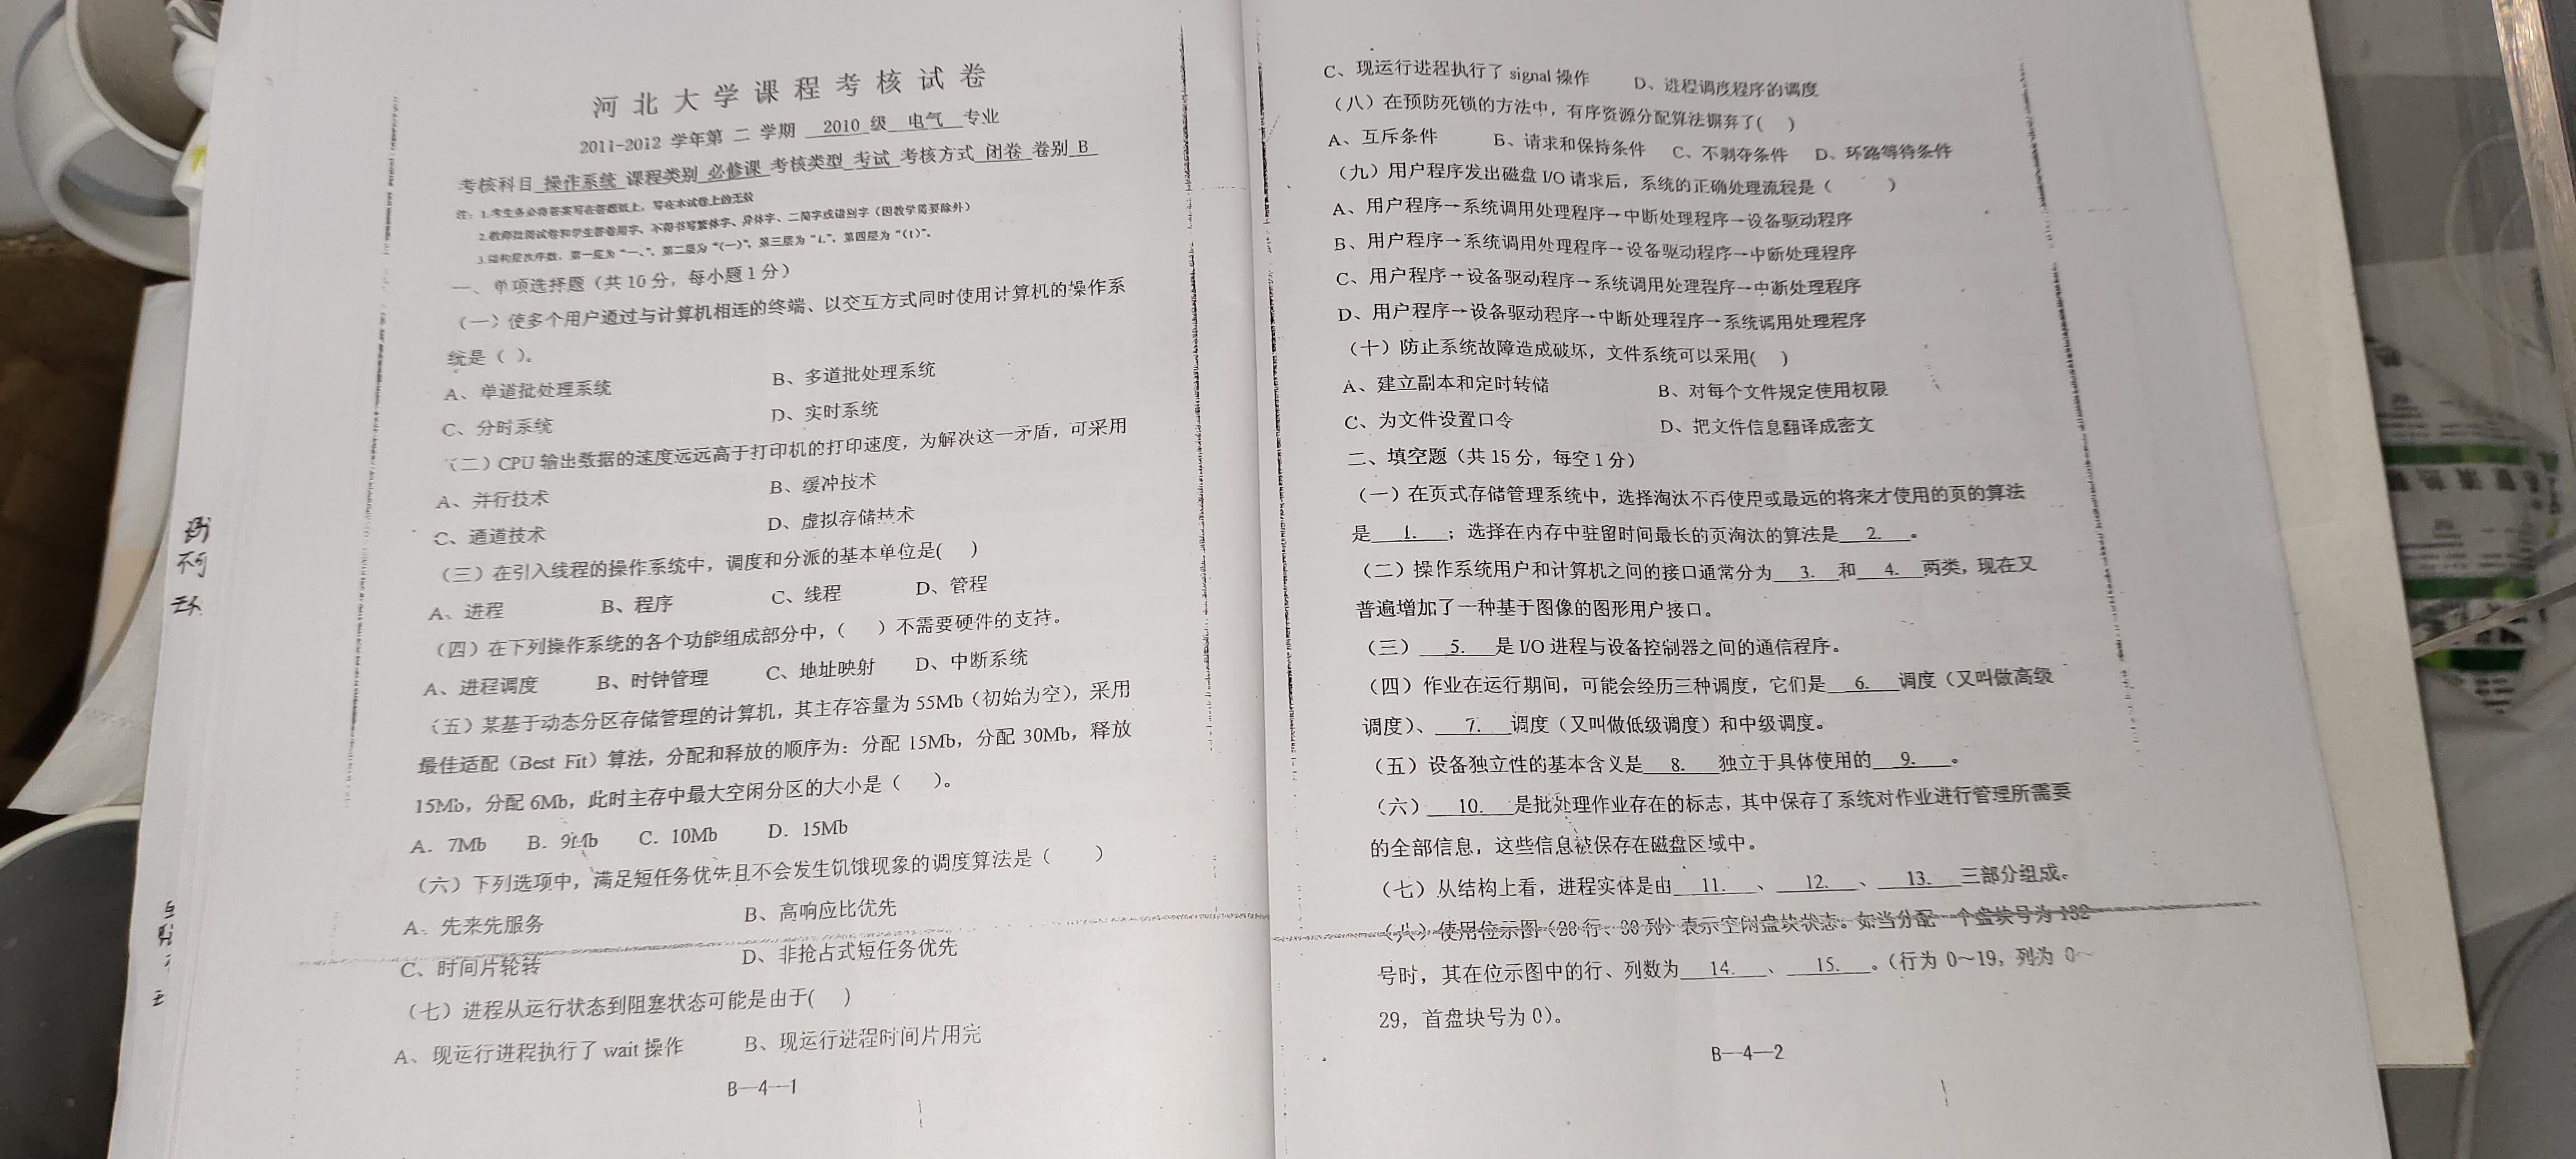 河北大学课程考核试卷
2011-2012 学年第 二 学期 2010 级 电气 专业
考核科目 操作系统 课程类别 必修课 考核类型 考试 考核方式 闭卷 卷别 B
注：1.考生务必将答案写在答题纸上，写在本试卷上的无效
2.教师批阅试卷和学生答卷用字，不得书写繁体字、异体字、二简字或错别字（因教学需要除外）
3.结构层次序数，第一层为“一、”，第二层为“(一)”，第三层为“1.”，第四层为“(1)”。
一、单项选择题（共 10 分，每小题 1 分）
（一）使多个用户通过与计算机相连的终端、以交互方式同时使用计算机的操作系
统是（ ）。
A、单道批处理系统 B、多道批处理系统
C、分时系统 D、实时系统
（二）CPU 输出数据的速度远远高于打印机的打印速度，为解决这一矛盾，可采用
A、并行技术 B、缓冲技术
C、通道技术 D、虚拟存储技术
（三）在引入线程的操作系统中，调度和分派的基本单位是( )
A、进程 B、程序 C、线程 D、管程
（四）在下列操作系统的各个功能组成部分中，（ ）不需要硬件的支持。
A、进程调度 B、时钟管理 C、地址映射 D、中断系统
（五）某基于动态分区存储管理的计算机，其主存容量为 55Mb（初始为空），采用
最佳适配（Best Fit）算法，分配和释放的顺序为：分配 15Mb，分配 30Mb，释放
15Mb，分配 6Mb，此时主存中最大空闲分区的大小是（ ）。
A．7Mb B．9Mb C．10Mb D．15Mb
（六）下列选项中，满足短任务优先且不会发生饥饿现象的调度算法是（ ）
A、先来先服务 B、高响应比优先
C、时间片轮转 D、非抢占式短任务优先
（七）进程从运行状态到阻塞状态可能是由于( )
A、现运行进程执行了 wait 操作 B、现运行进程时间片用完
B—4—1
C、现运行进程执行了 signal 操作 D、进程调度程序的调度
（八）在预防死锁的方法中，有序资源分配算法摒弃了( )
A、互斥条件 B、请求和保持条件 C、不剥夺条件 D、环路等待条件
（九）用户程序发出磁盘 I/O 请求后，系统的正确处理流程是（ ）
A、用户程序→系统调用处理程序→中断处理程序→设备驱动程序
B、用户程序→系统调用处理程序→设备驱动程序→中断处理程序
C、用户程序→设备驱动程序→系统调用处理程序→中断处理程序
D、用户程序→设备驱动程序→中断处理程序→系统调用处理程序
（十）防止系统故障造成破坏，文件系统可以采用( )
A、建立副本和定时转储 B、对每个文件规定使用权限
C、为文件设置口令 D、把文件信息翻译成密文
二、填空题（共 15 分，每空 1 分）
（一）在页式存储管理系统中，选择淘汰不再使用或最远的将来才使用的页的算法
是 1. ；选择在内存中驻留时间最长的页淘汰的算法是 2. 。
（二）操作系统用户和计算机之间的接口通常分为 3. 和 4. 两类，现在又
普遍增加了一种基于图像的图形用户接口。
（三） 5. 是 I/O 进程与设备控制器之间的通信程序。
（四）作业在运行期间，可能会经历三种调度，它们是 6. 调度（又叫做高级
调度）、 7. 调度（又叫做低级调度）和中级调度。
（五）设备独立性的基本含义是 8. 独立于具体使用的 9. 。
（六） 10. 是批处理作业存在的标志，其中保存了系统对作业进行管理所需要
的全部信息，这些信息被保存在磁盘区域中。
（七）从结构上看，进程实体是由 11. 、 12. 、 13. 三部分组成。
（八）使用位示图（20 行、30 列）表示空闲盘块状态。如当分配一个盘块号为 132
号时，其在位示图中的行、列数为 14. 、 15. 。（行为 0～19，列为 0～
29，首盘块号为 0）。
B—4—2